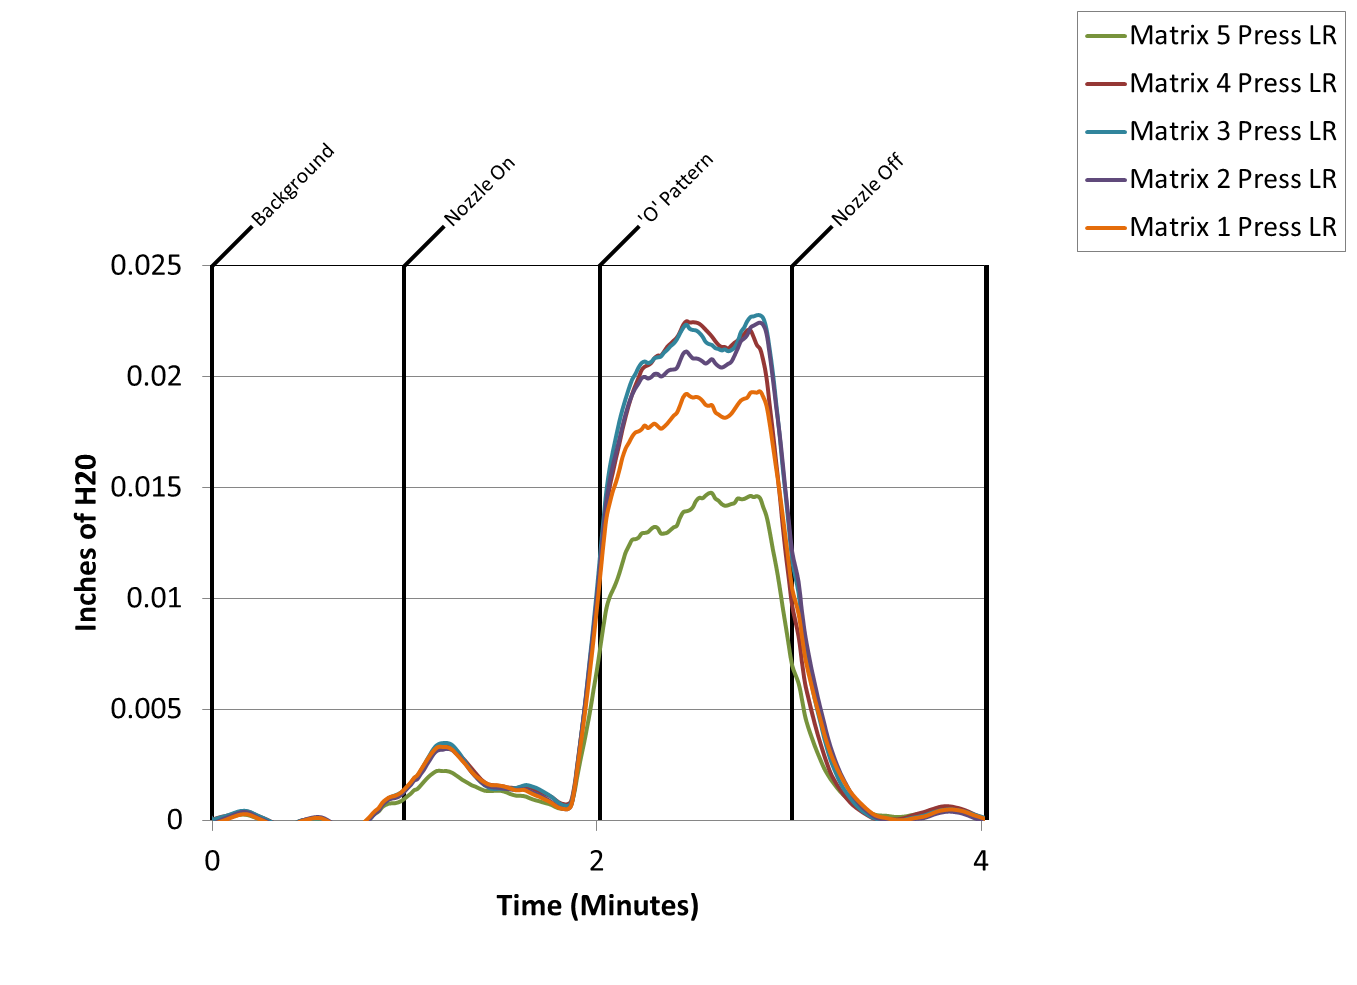 Matrix 5 Press LR
Matrix 4 Press LR
Matrix 3 Press LR
Matrix 2 Press LR
Matrix 1 Press LR
Background
Nozzle On
'O' Pattern
Nozzle Off
0.025
0.02
0.015
0.01
0.005
0
Inches of H20
0 2 4
Time (Minutes)